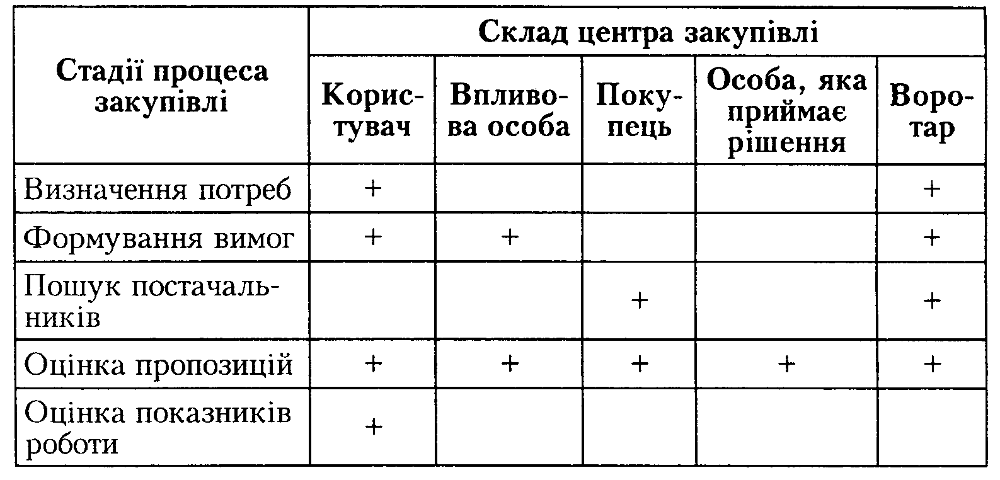 Склад центра закупівлі
Стадії процеса
закупівлі
Корис-
тувач
Впливо-
ва особа
Поку-
пець
Особа, яка
приймає
рішення
Воро-
тар
Визначення потреб + +
Формування вимог + + +
Пошук постачаль-
ників + +
Оцінка пропозицій + + + + +
Оцінка показників
роботи +